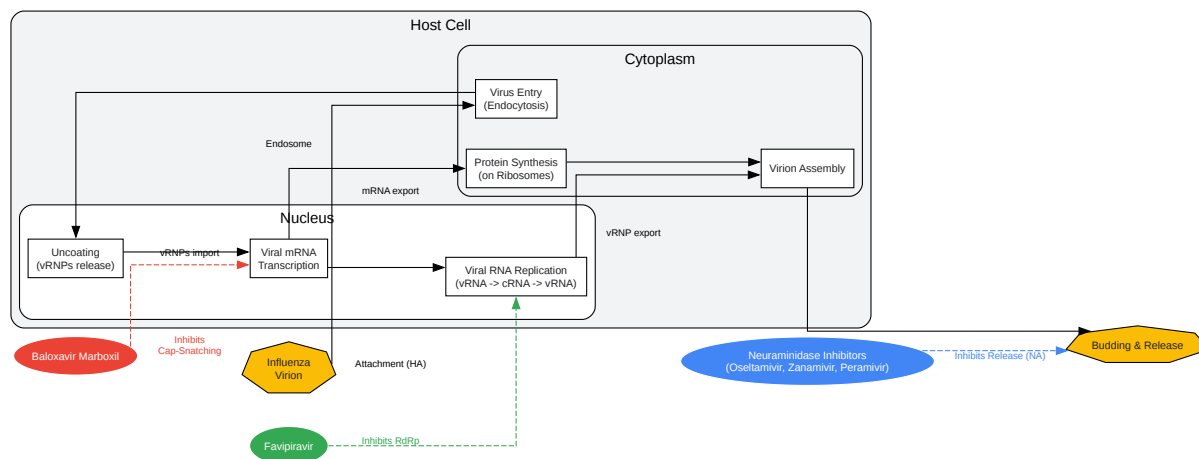 Host Cell
Cytoplasm
Virus Entry
(Endocytosis)
Endosome
Protein Synthesis
(on Ribosomes)
Virion Assembly
mRNA export
Nucleus
vRNP export
Uncoating
(vRNPs release)
vRNPs import
Viral mRNA
Transcription
Viral RNA Replication
(vRNA -> cRNA -> vRNA)
Inhibits
Cap-Snatching
Baloxavir Marboxil
Influenza
Virion
Attachment (HA)
Neuraminidase Inhibitors
(Oseltamivir, Zanamivir, Peramivir)
Inhibits Release (NA)
Budding & Release
Favipiravir
Inhibits RdRp